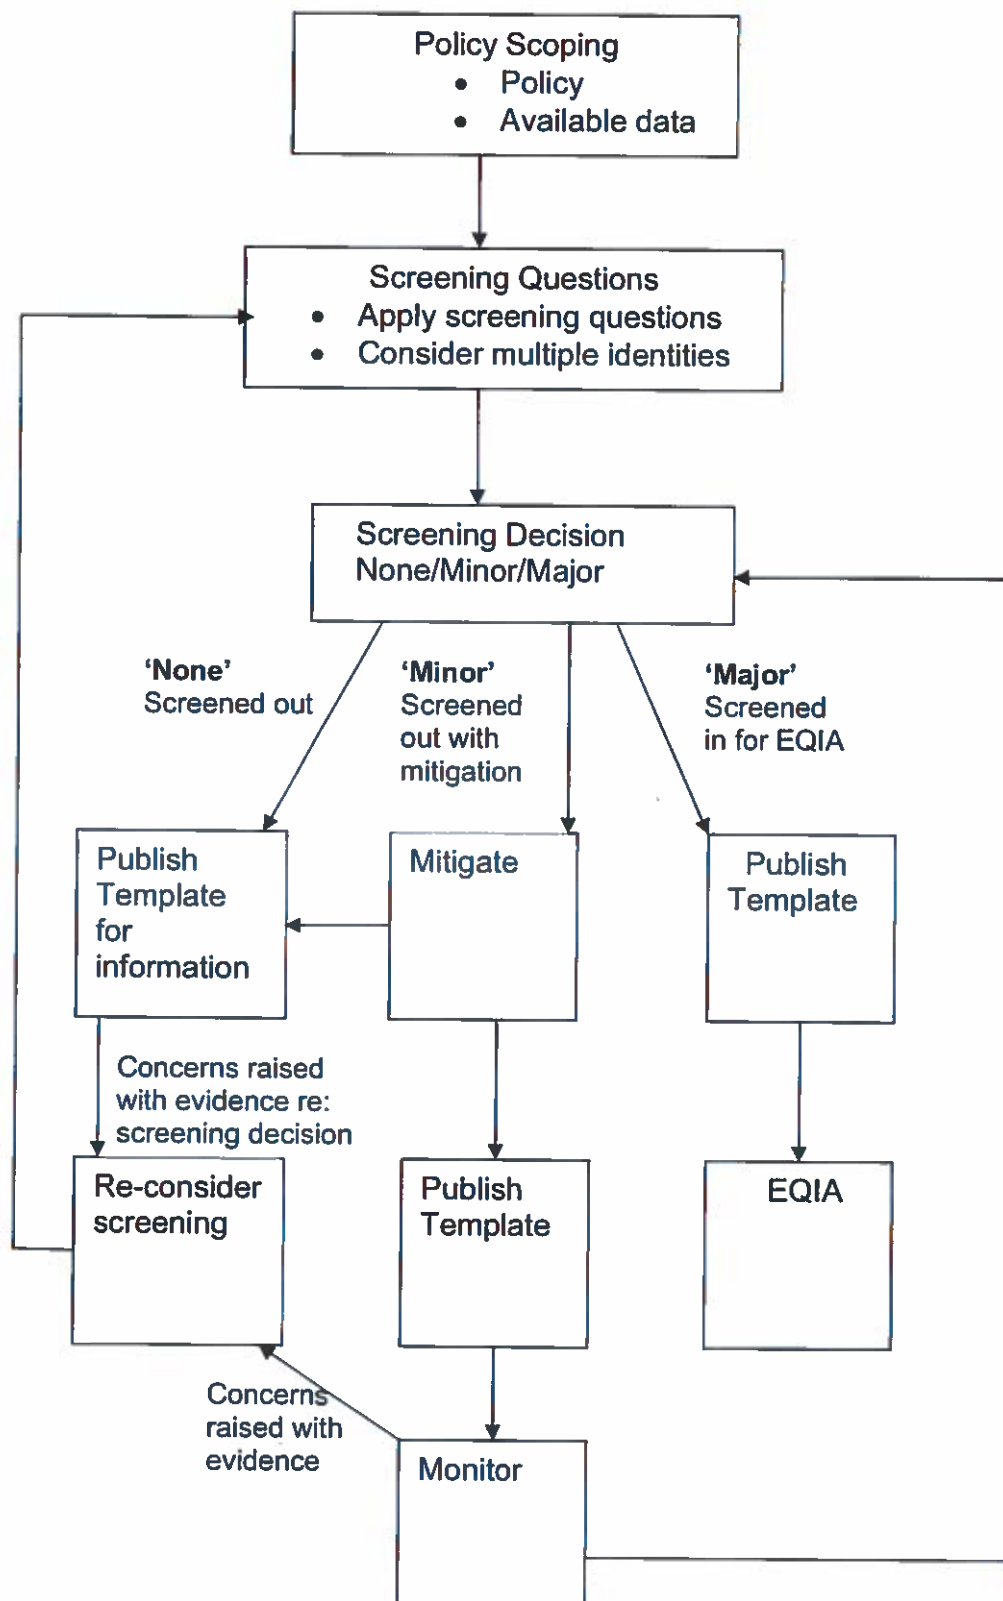 Policy Scoping
• Policy
• Available data
Screening Questions
• Apply screening questions
• Consider multiple identities
Screening Decision
None/Minor/Major
‘None’
Screened out
‘Minor’
Screened
out with
mitigation
‘Major’
Screened
in for EQIA
Publish
Template
for
information
Mitigate
Publish
Template
Concerns raised
with evidence re:
screening decision
Re-consider
screening
Publish
Template
EQIA
Concerns
raised with
evidence
Monitor